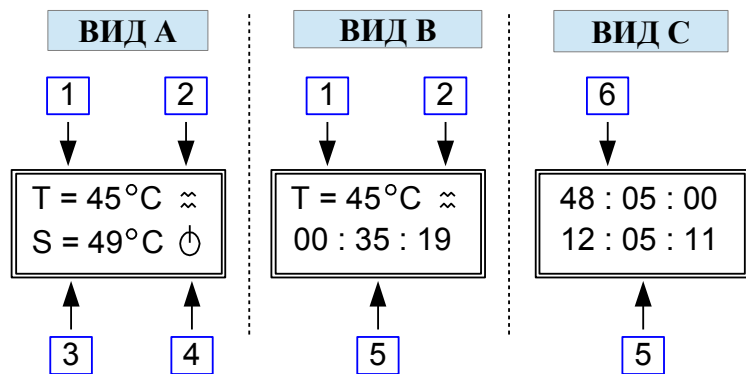 ВИД А ВИД В ВИД С
1 2 1 2 6
T = 45°C ≈ T = 45°C ≈ 48 : 05 : 00
S = 49°C ⏻ 00 : 35 : 19 12 : 05 : 11
3 4 5 5